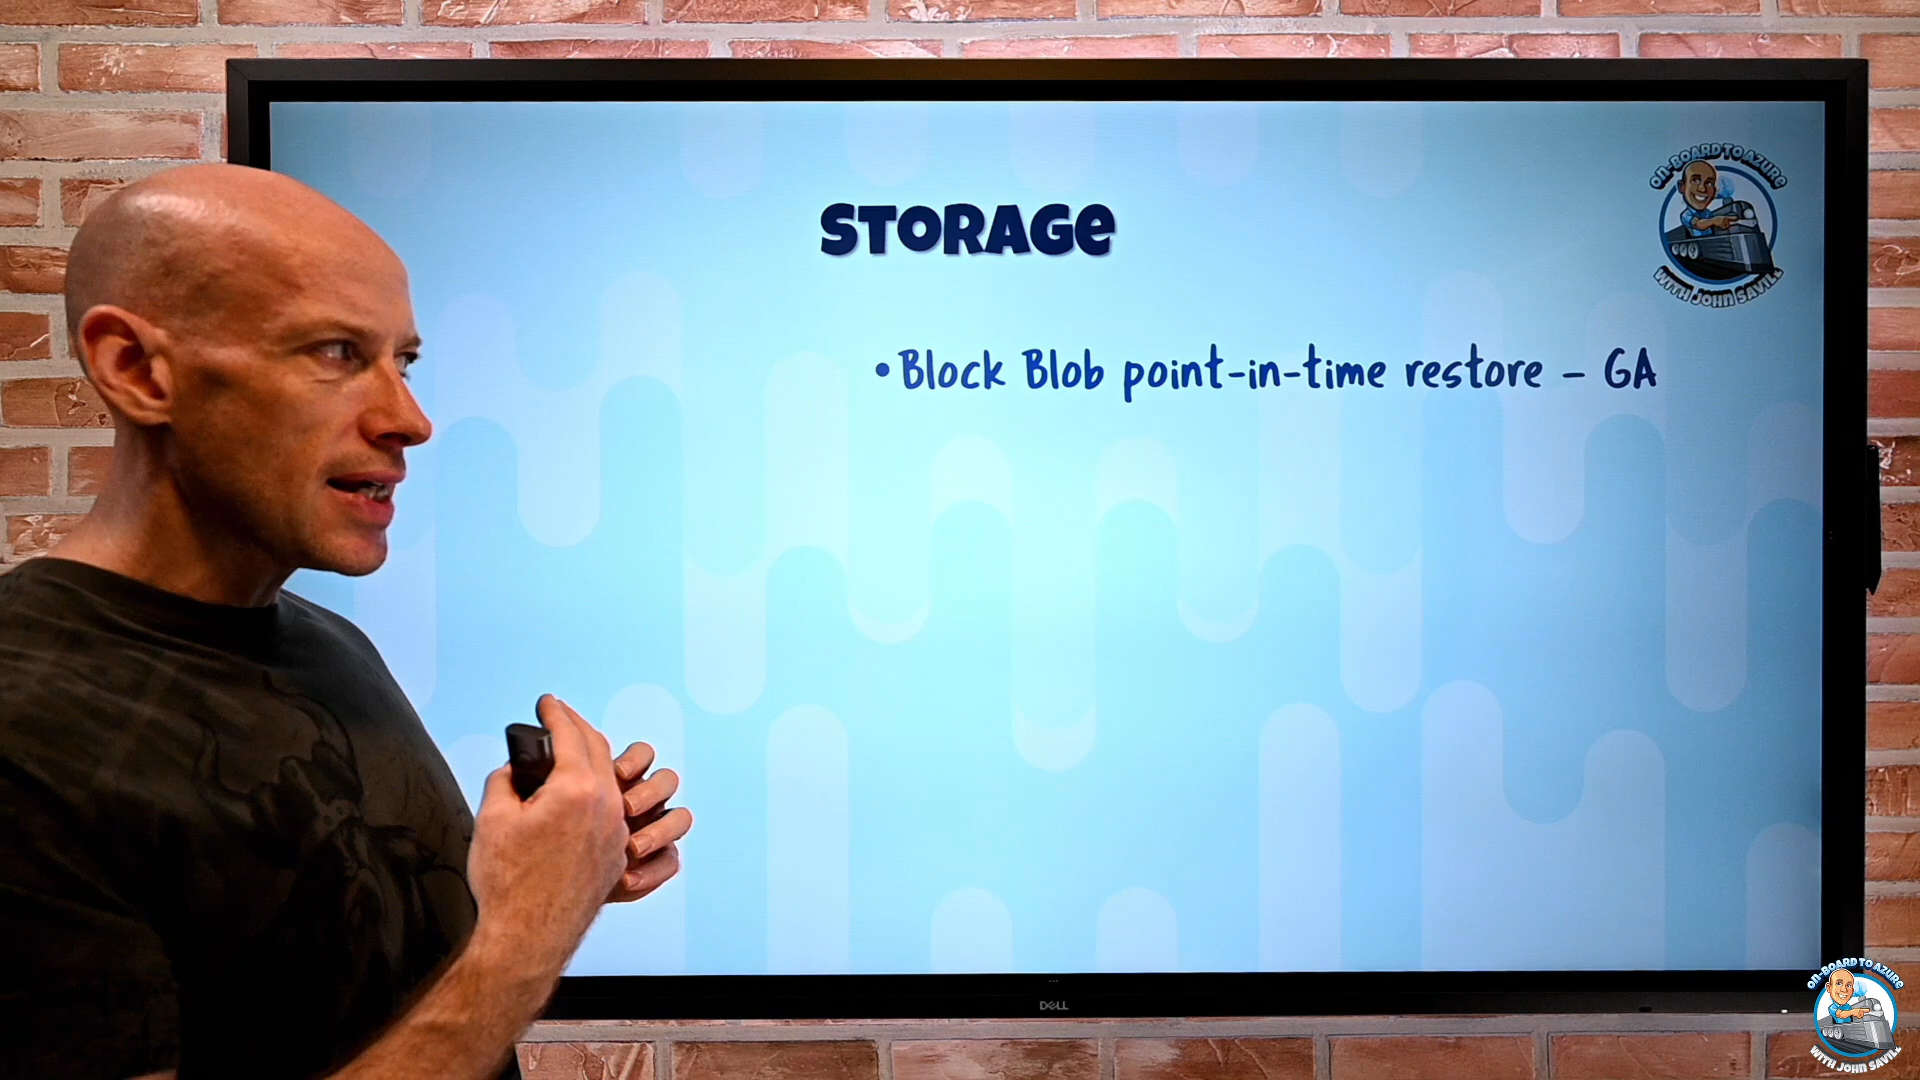 ON-BOARD TO AZURE
WITH JOHN SAVILL
STORAGE
• Block Blob point-in-time restore – GA
DELL
ON-BOARD TO AZURE
WITH JOHN SAVILL